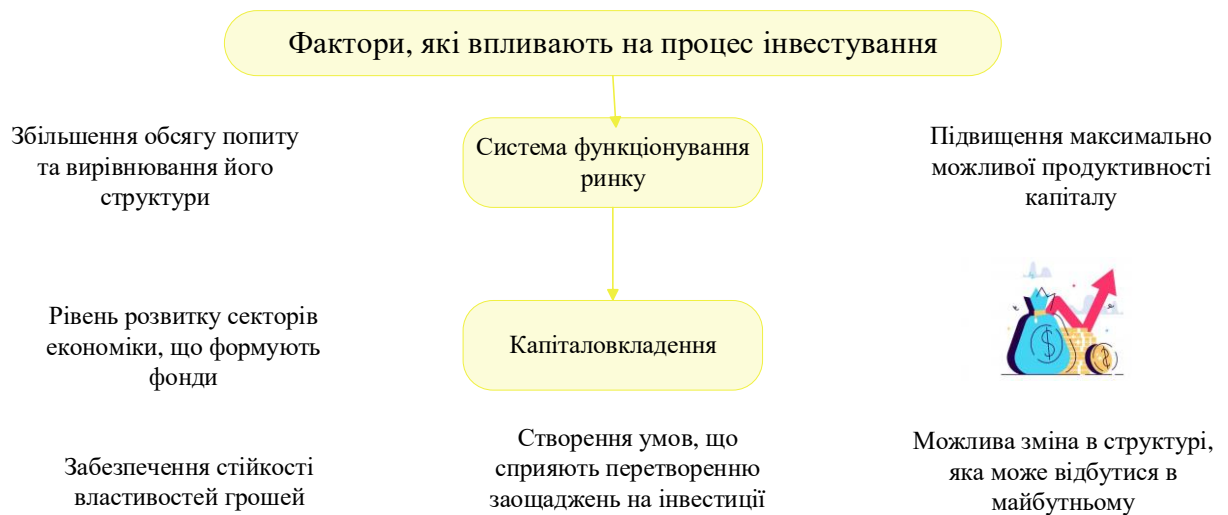 Фактори, які впливають на процес інвестування
Збільшення обсягу попиту
та вирівнювання його
структури
Система функціонування
ринку
Підвищення максимально
можливої продуктивності
капіталу
Рівень розвитку секторів
економіки, що формують
фонди
Капіталовкладення
Забезпечення стійкості
властивостей грошей
Створення умов, що
сприяють перетворенню
заощаджень на інвестиції
Можлива зміна в структурі,
яка може відбутися в
майбутньому